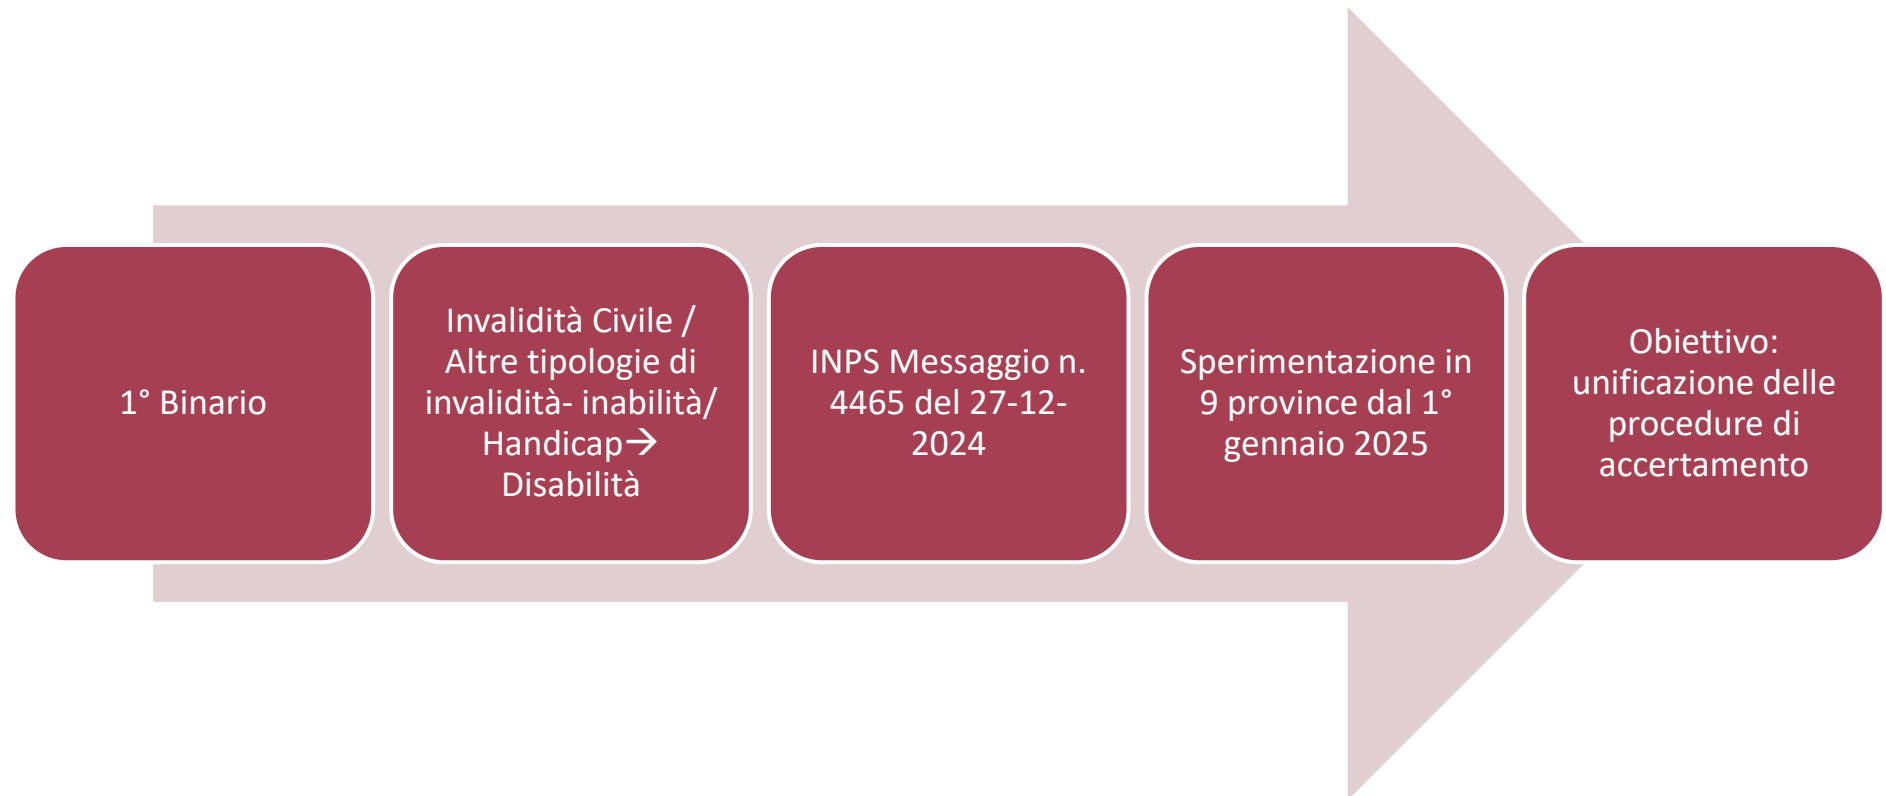 1° Binario
Invalidità Civile /
Altre tipologie di
invalidità- inabilità/
Handicap→
Disabilità
INPS Messaggio n.
4465 del 27-12-
2024
Sperimentazione in
9 province dal 1°
gennaio 2025
Obiettivo:
unificazione delle
procedure di
accertamento